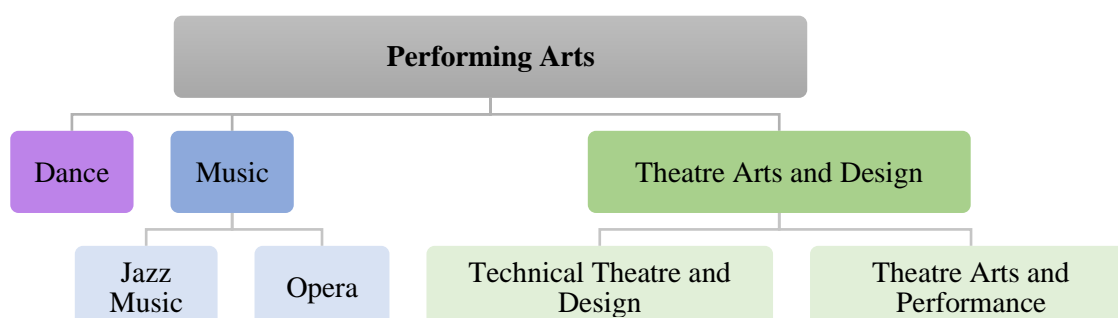 Performing Arts
Dance
Music
Theatre Arts and Design
Jazz
Music
Opera
Technical Theatre and
Design
Theatre Arts and
Performance